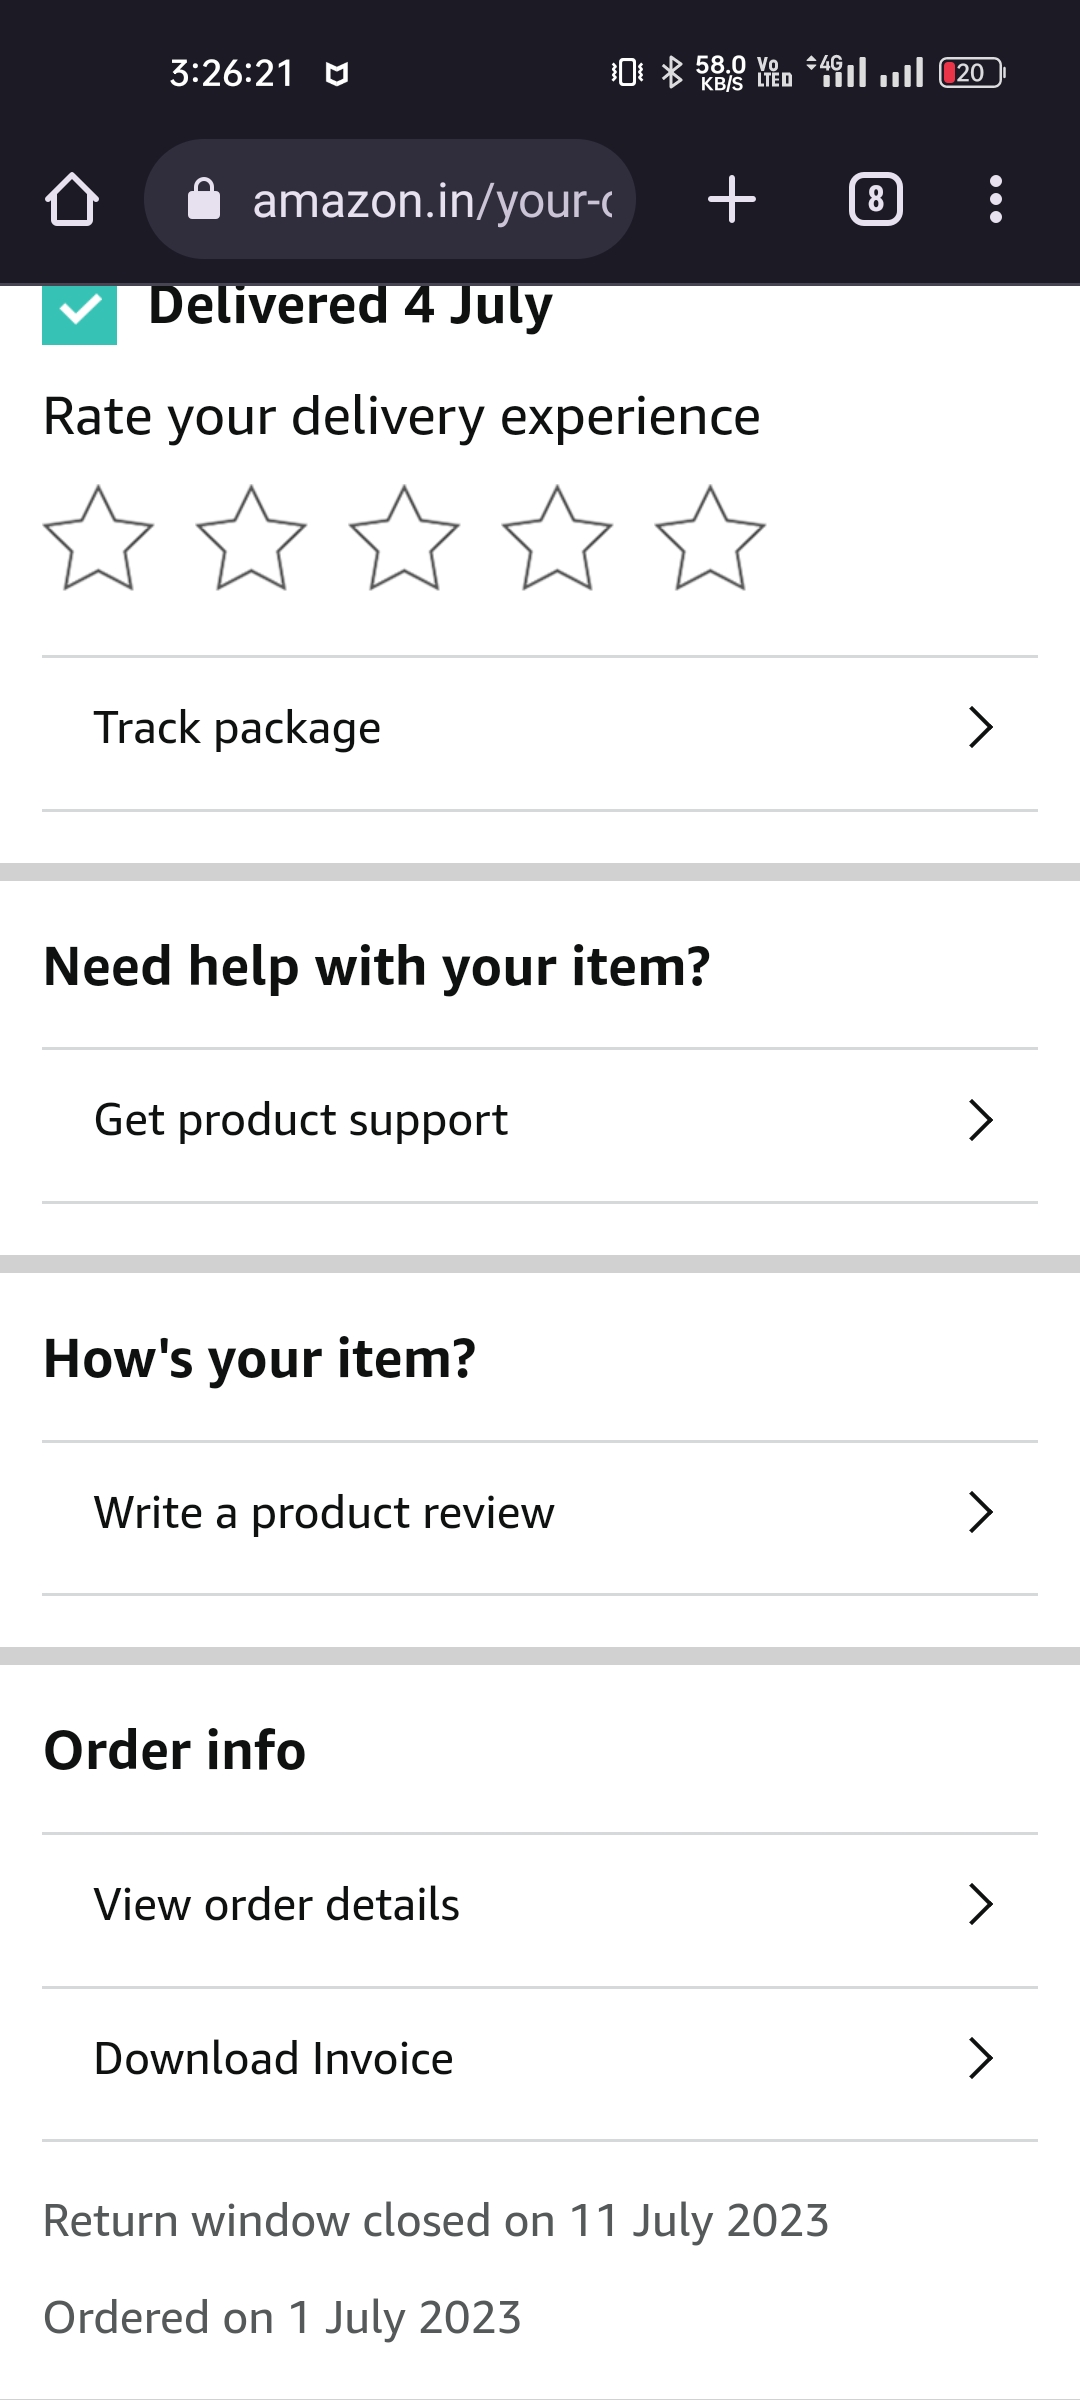 3:26:21 58.0 KB/S Vo LTED 4G 20
amazon.in/your-
8
Delivered 4 July
Rate your delivery experience
Track package
Need help with your item?
Get product support
How's your item?
Write a product review
Order info
View order details
Download Invoice
Return window closed on 11 July 2023
Ordered on 1 July 2023